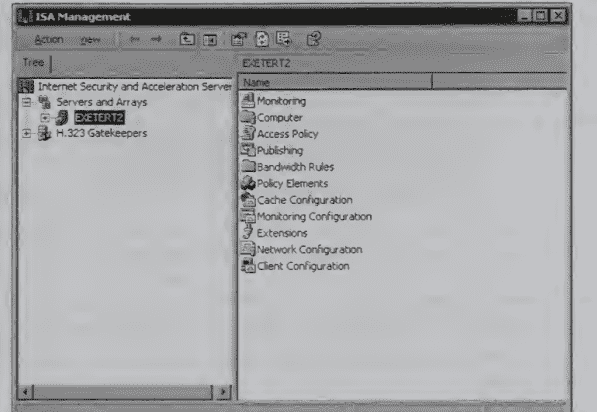 ISA Management
Action View
Tree
EXETERT2
Internet Security and Acceleration Server
Servers and Arrays
EXETERT2
H.323 Gatekeepers
Name
Monitoring
Computer
Access Policy
Publishing
Bandwidth Rules
Policy Elements
Cache Configuration
Monitoring Configuration
Extensions
Network Configuration
Client Configuration